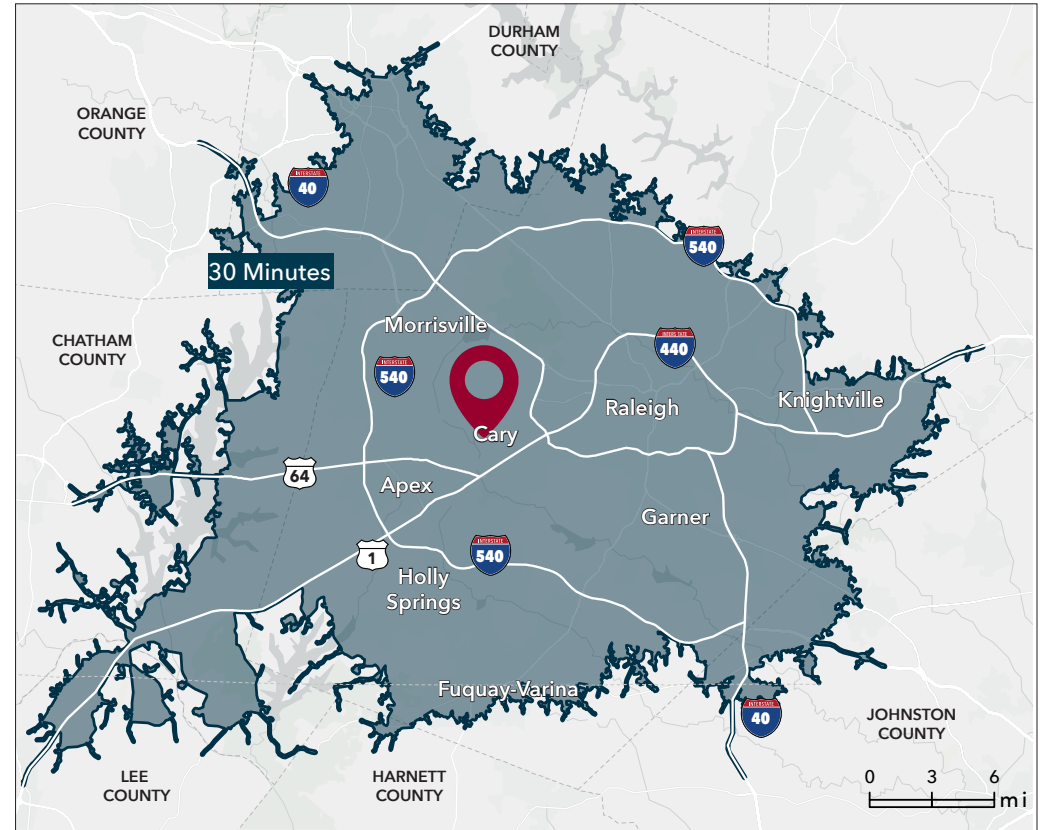 DURHAM
COUNTY
ORANGE
COUNTY
INTERSTATE
40
INTERSTATE
540
30 Minutes
Morrisville
CHATHAM
COUNTY
INTERSTATE
440
INTERSTATE
540
Knightville
Raleigh
Cary
64
Apex
Garner
1
INTERSTATE
540
Holly
Springs
Fuquay-Varina
INTERSTATE
40
JOHNSTON
COUNTY
LEE
COUNTY
HARNETT
COUNTY
0 3 6
mi